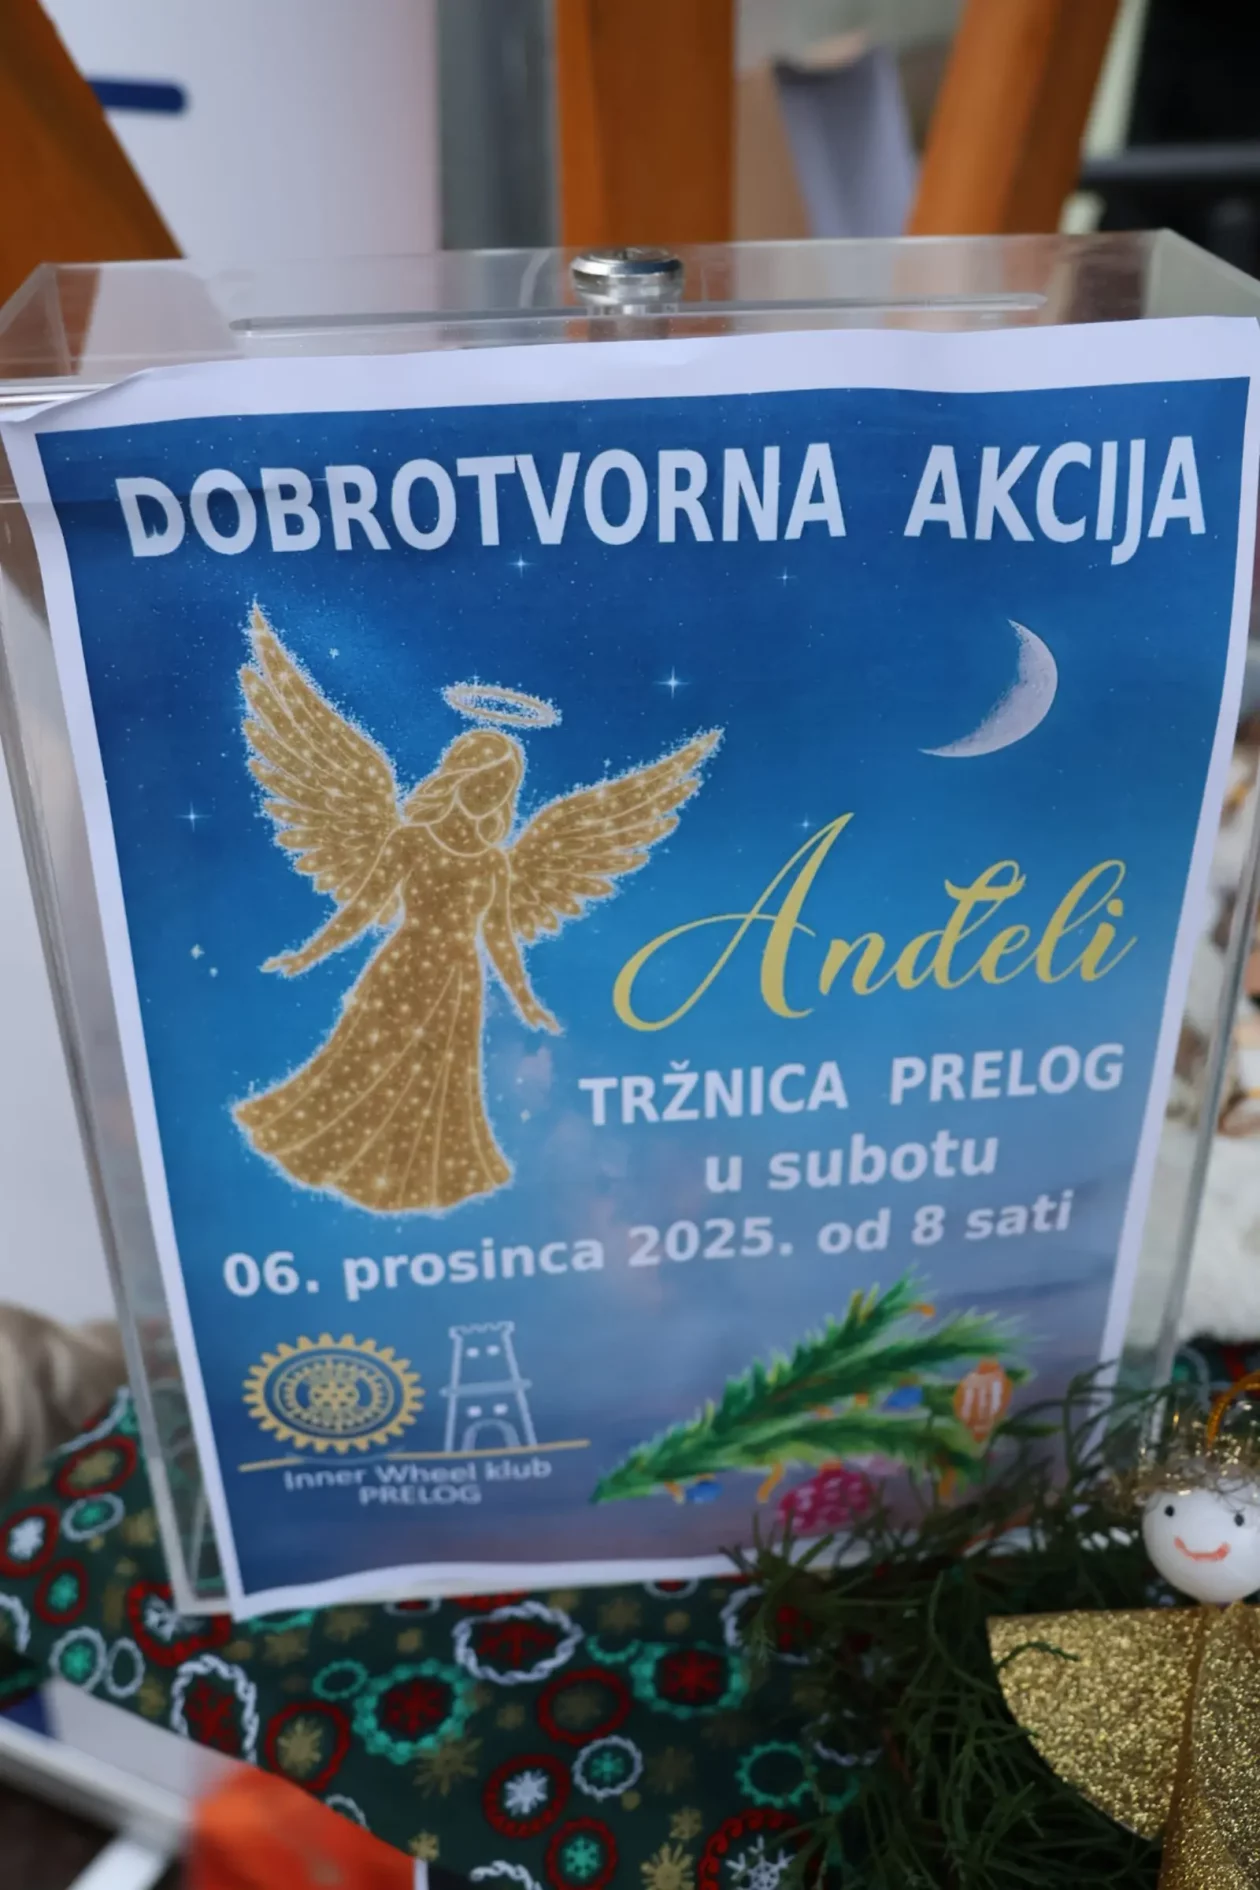 DOBROTVORNA AKCIJA
Anđeli
TRŽNICA PRELOG
u subotu
06. prosinca 2025. od 8 sati
Inner Wheel klub
PRELOG